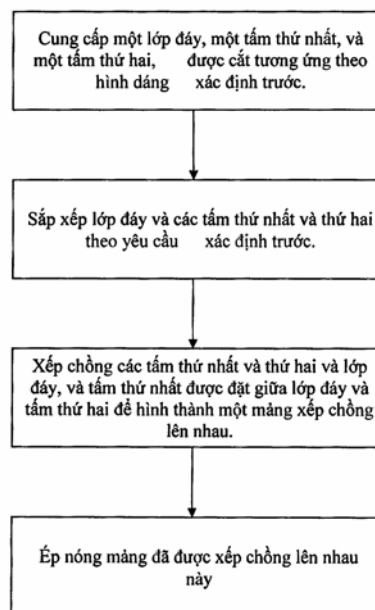 Cung cấp một lớp đáy, một tấm thứ nhất, và
một tấm thứ hai, được cắt tương ứng theo
hình dáng xác định trước.
Sắp xếp lớp đáy và các tấm thứ nhất và thứ hai
theo yêu cầu xác định trước.
Xếp chồng các tấm thứ nhất và thứ hai và lớp
đáy, và tấm thứ nhất được đặt giữa lớp đáy và
tấm thứ hai để hình thành một mảng xếp chồng
lên nhau.
Ép nóng mảng đã được xếp chồng lên nhau
này